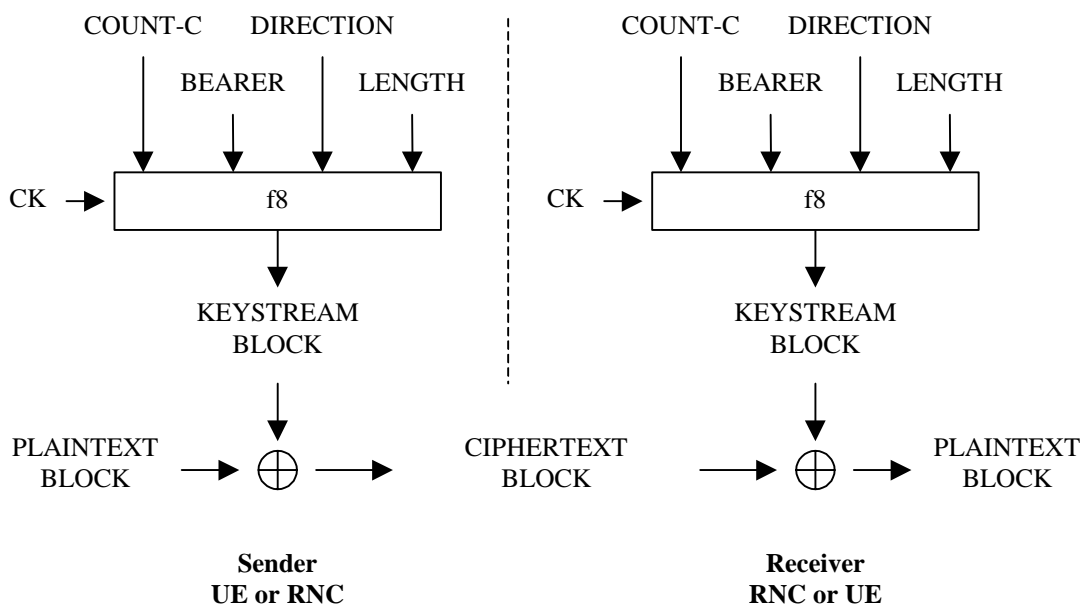 COUNT-C DIRECTION COUNT-C DIRECTION
BEARER LENGTH BEARER LENGTH
CK f8 CK f8
KEYSTREAM KEYSTREAM
BLOCK BLOCK
PLAINTEXT CIPHERTEXT PLAINTEXT
BLOCK BLOCK BLOCK
Sender Receiver
UE or RNC RNC or UE